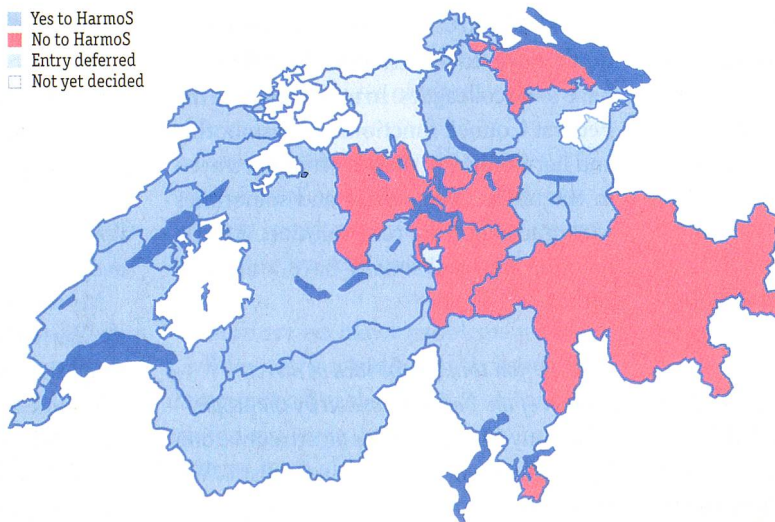 Yes to HarmoS
No to HarmoS
Entry deferred
Not yet decided